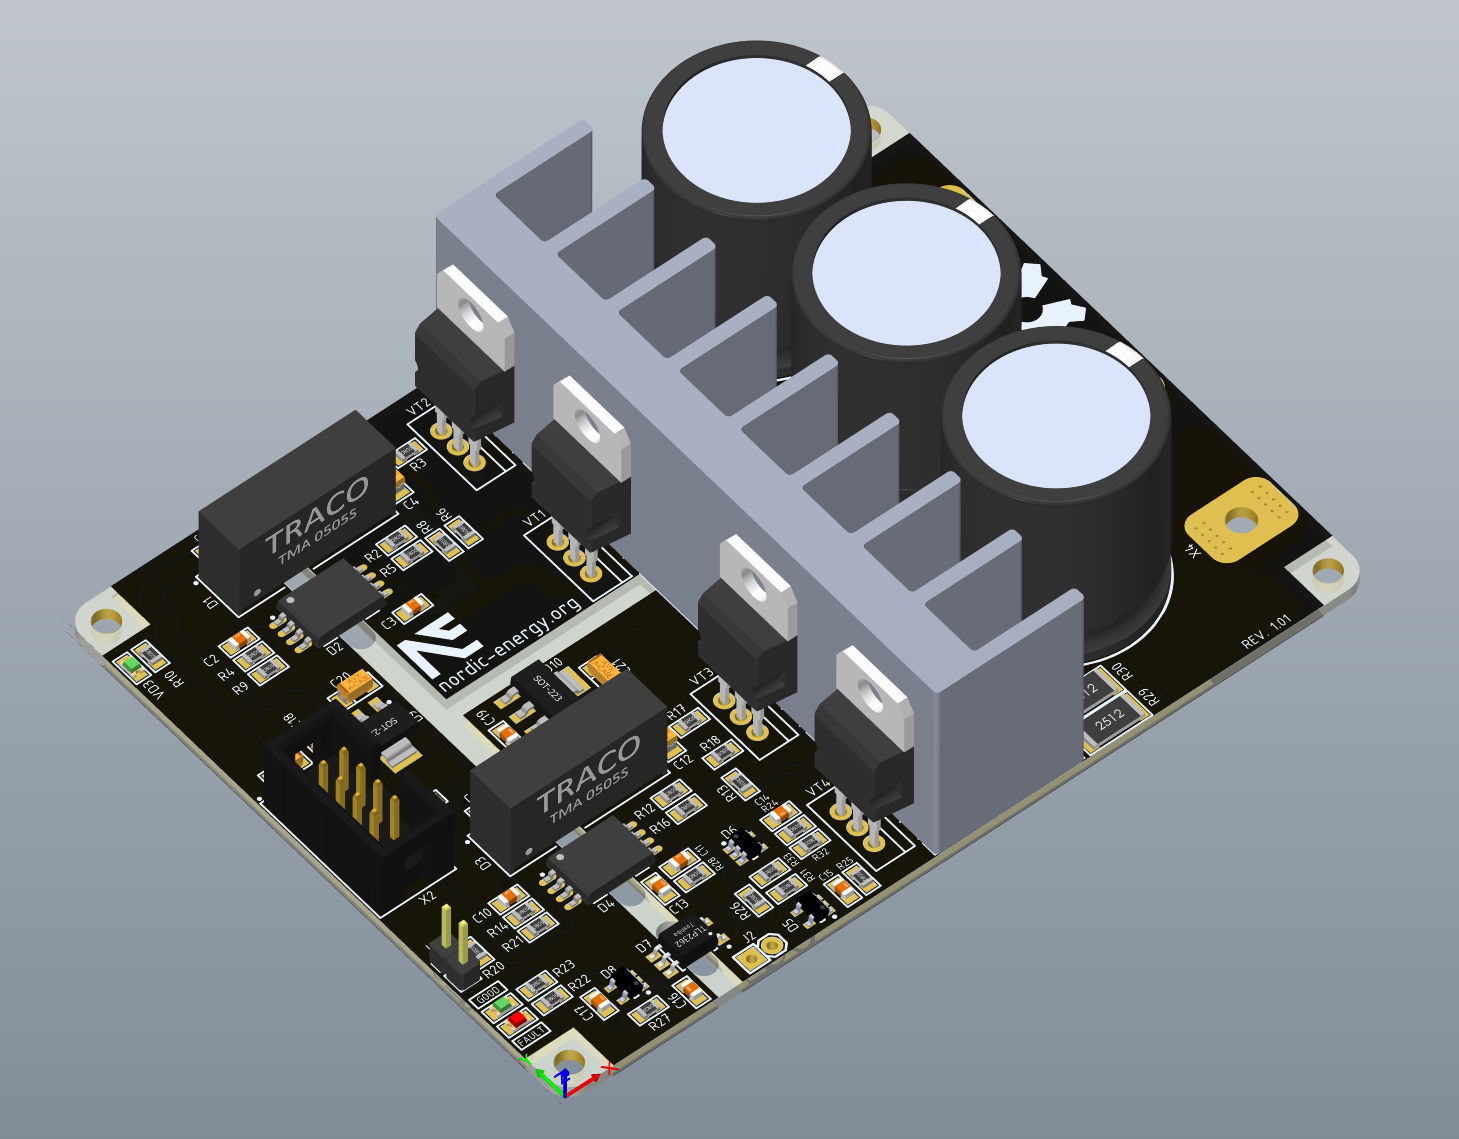 VT2
R3
C4
TRACO
TMA 0505S
R6
R8
R2
R5
VT1
D1
C3
D2
C2
R4
R9
VD3
R10
nordic-energy.org
X4
REV. 1.01
R30
R29
2512
C20
SOT-223
C19
VT3
R17
R18
C12
TRACO
TMA 0505S
R13
C14
R24
VT4
R12
R16
D3
D6
R32
R25
C15
D4
C13
R26
D5
X2
C10
R14
R21
D7
TLP2362
Toshiba
J2
R20
R23
R22
D8
C17
C16
R27
GOOD
FAULT
X